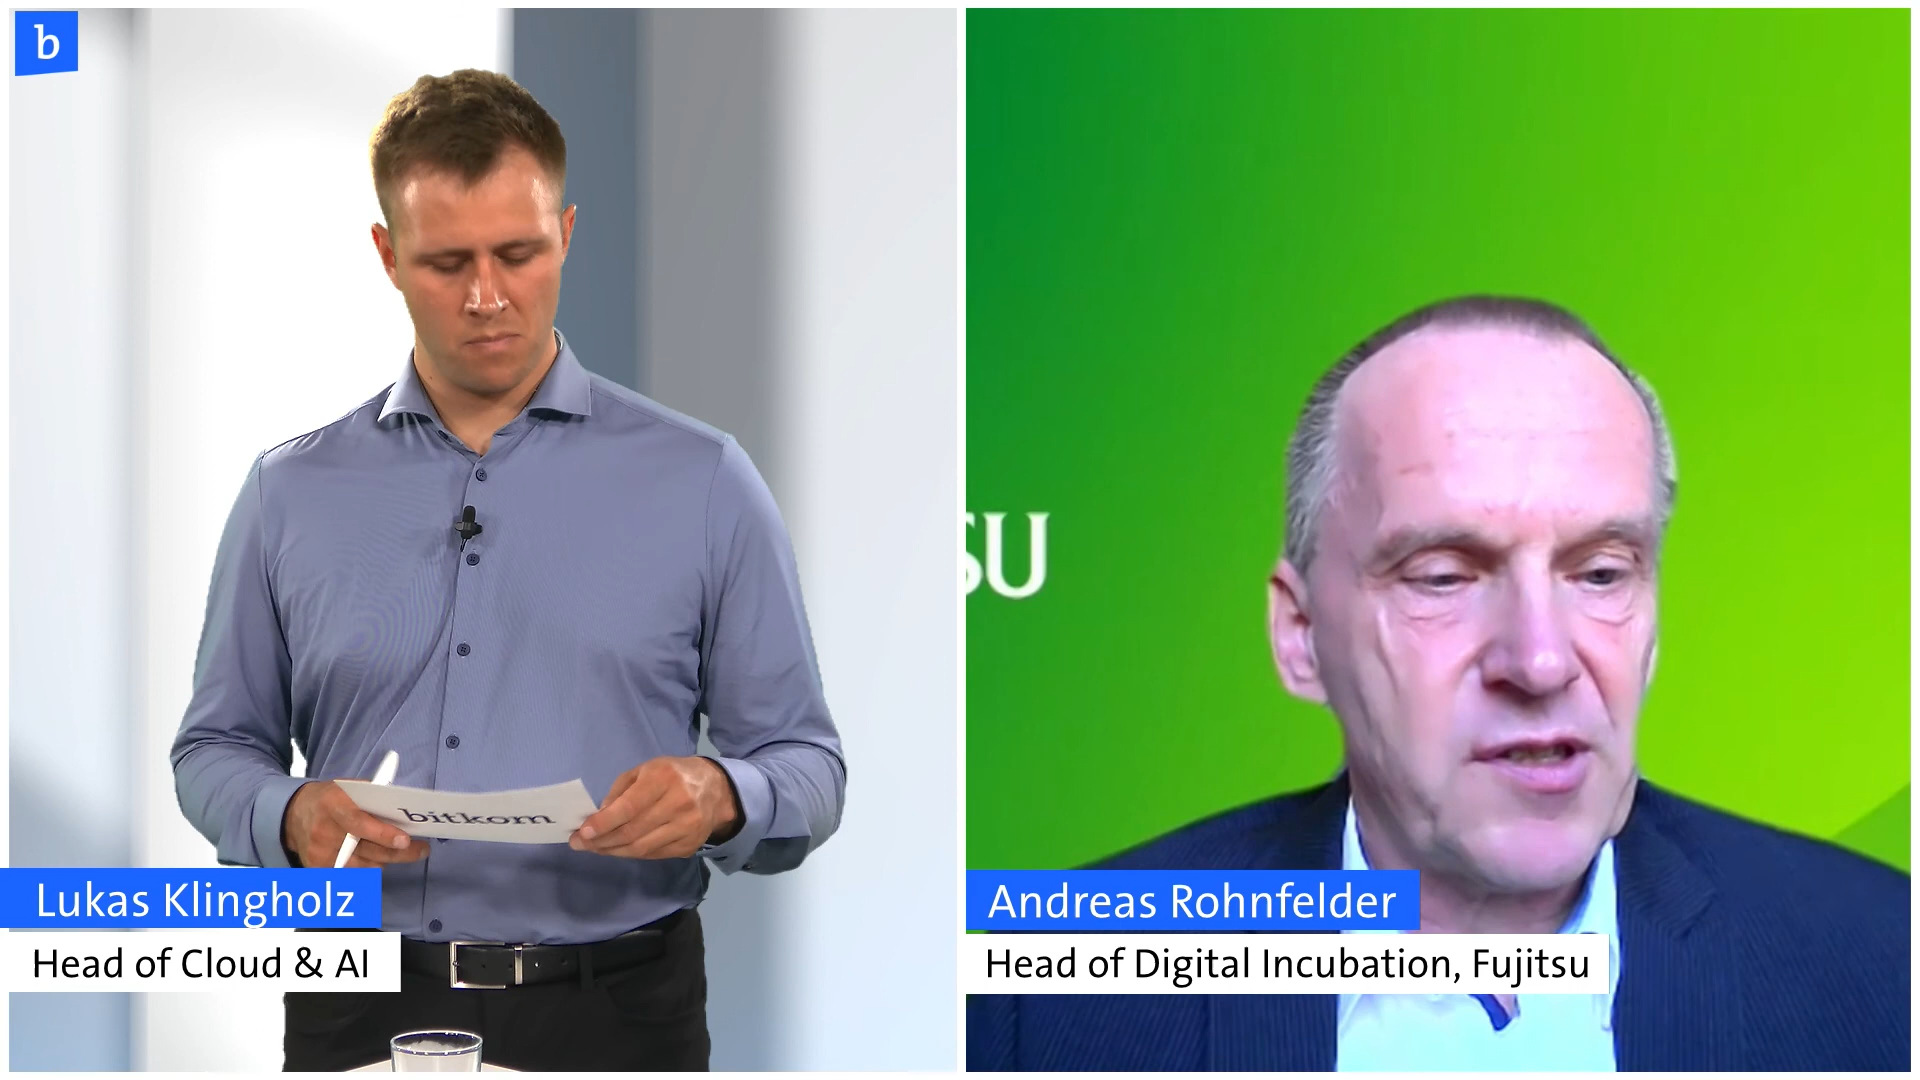 b
SU
bitkom
Lukas Klingholz
Head of Cloud & AI
Andreas Rohnfelder
Head of Digital Incubation, Fujitsu